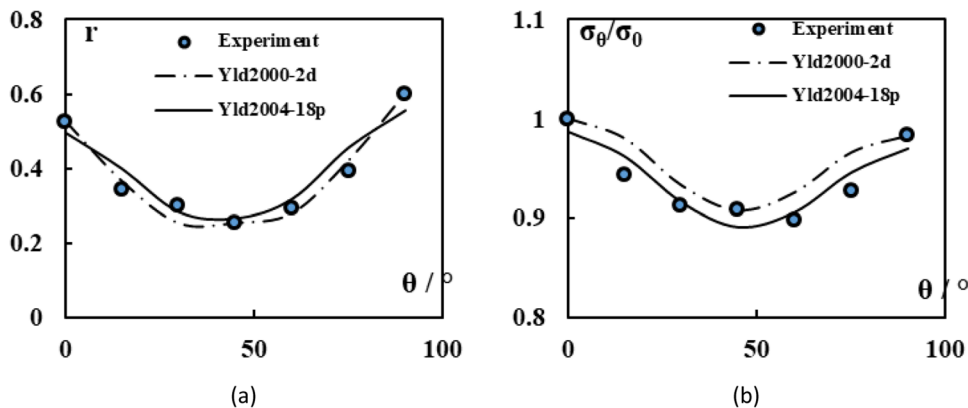 0.8
r
Experiment
Yld2000-2d
Yld2004-18p
0.6
0.4
0.2
θ / °
0
0
50
100
(a)
1.1
σθ/σ0
Experiment
Yld2000-2d
Yld2004-18p
1
0.9
θ / °
0.8
0
50
100
(b)